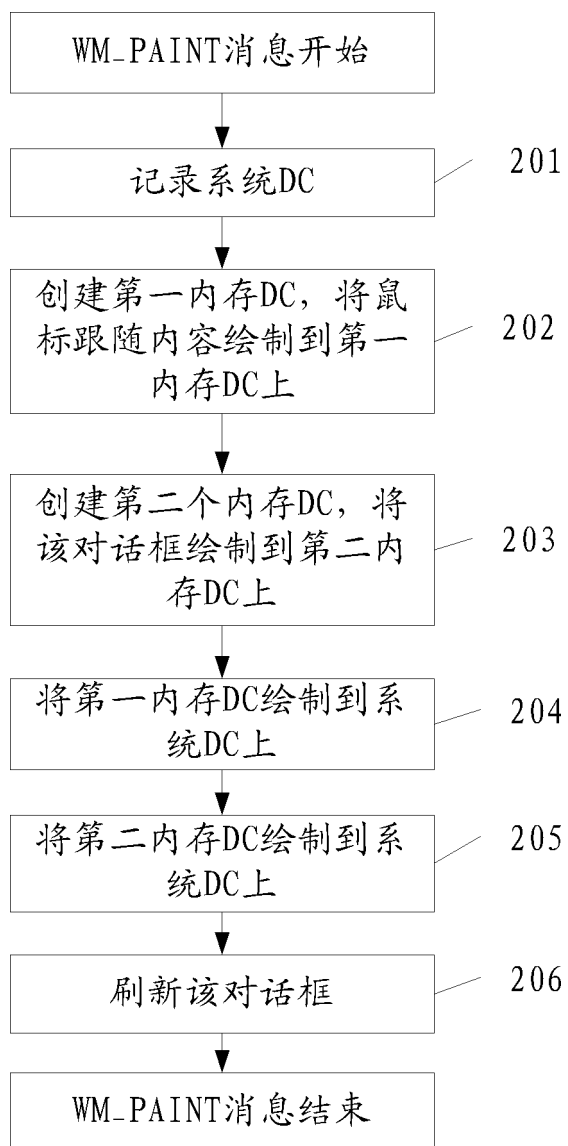 WM_PAINT消息开始
记录系统DC
201
创建第一内存DC，将鼠
标跟随内容绘制到第一
内存DC上
202
创建第二个内存DC，将
该对话框绘制到第二内
存DC上
203
将第一内存DC绘制到系
统DC上
204
将第二内存DC绘制到系
统DC上
205
刷新该对话框
206
WM_PAINT消息结束